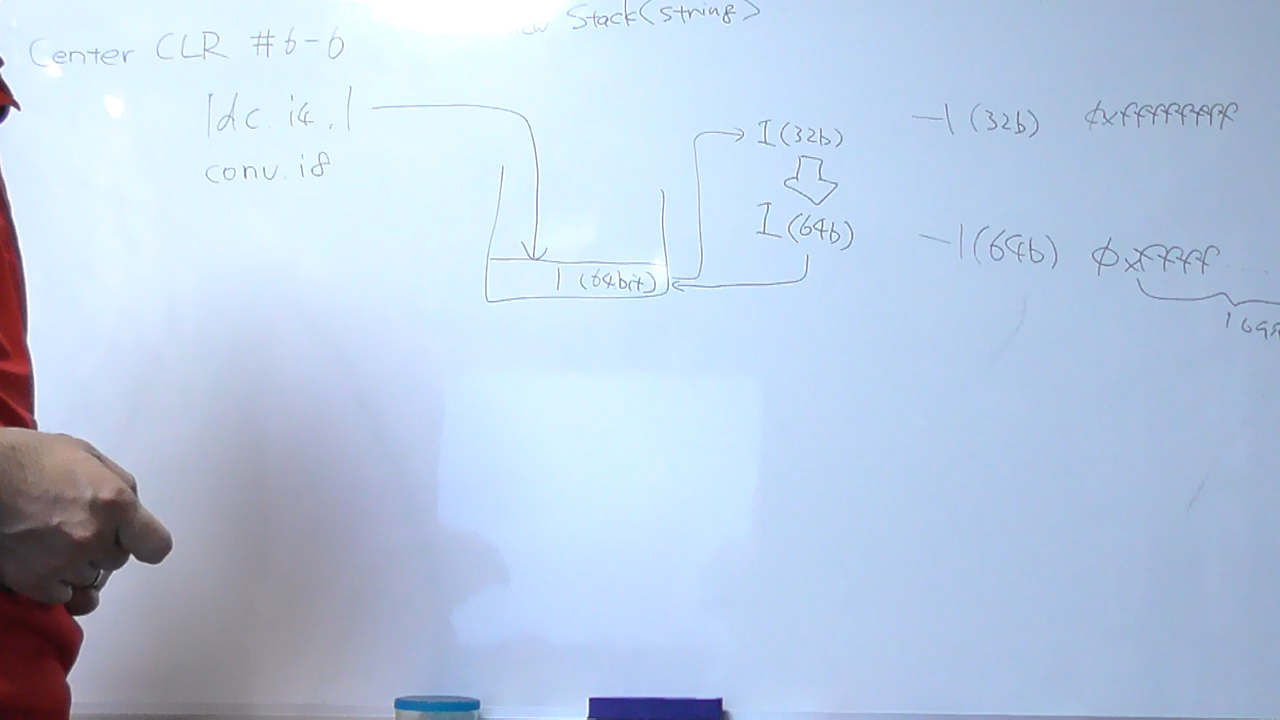 Stack(string>
Center CLR #6-6
ldc.i4.1
conv.i8
1 (64bit)
I (32b)
I (64b)
-1 (32b) 0xffffffff
-1 (64b) 0xfffff